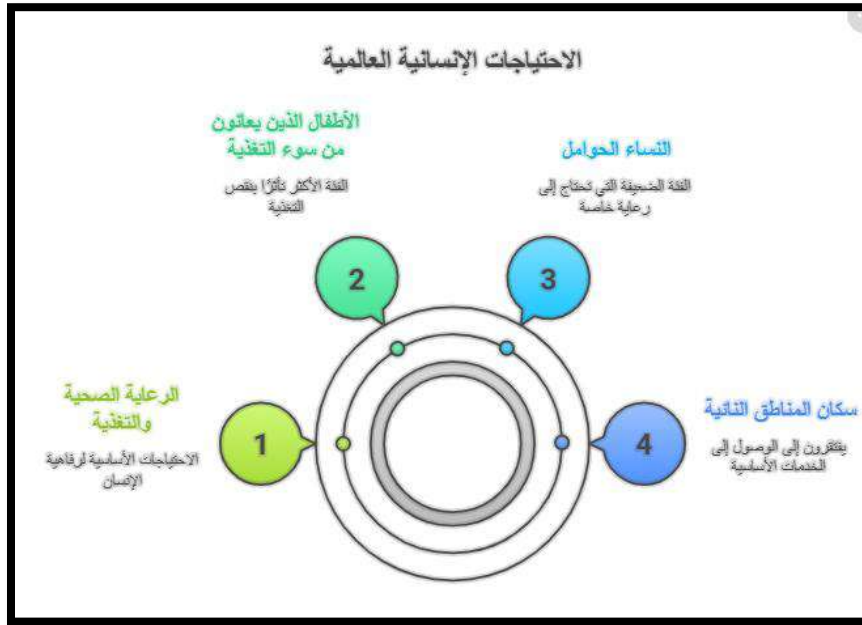 الاحتياجات الإنسانية العالمية
1
الرعاية الصحية
والتغذية
الاحتياجات الأساسية لرفاهية
الإنسان
2
الأطفال الذين يعانون
من سوء التغذية
الفئة الأكثر تأثرًا بنقص
التغذية
3
النساء الحوامل
الفئة الضعيفة التي تحتاج إلى
رعاية خاصة
4
سكان المناطق النائية
يفتقرون إلى الوصول إلى
الخدمات الأساسية